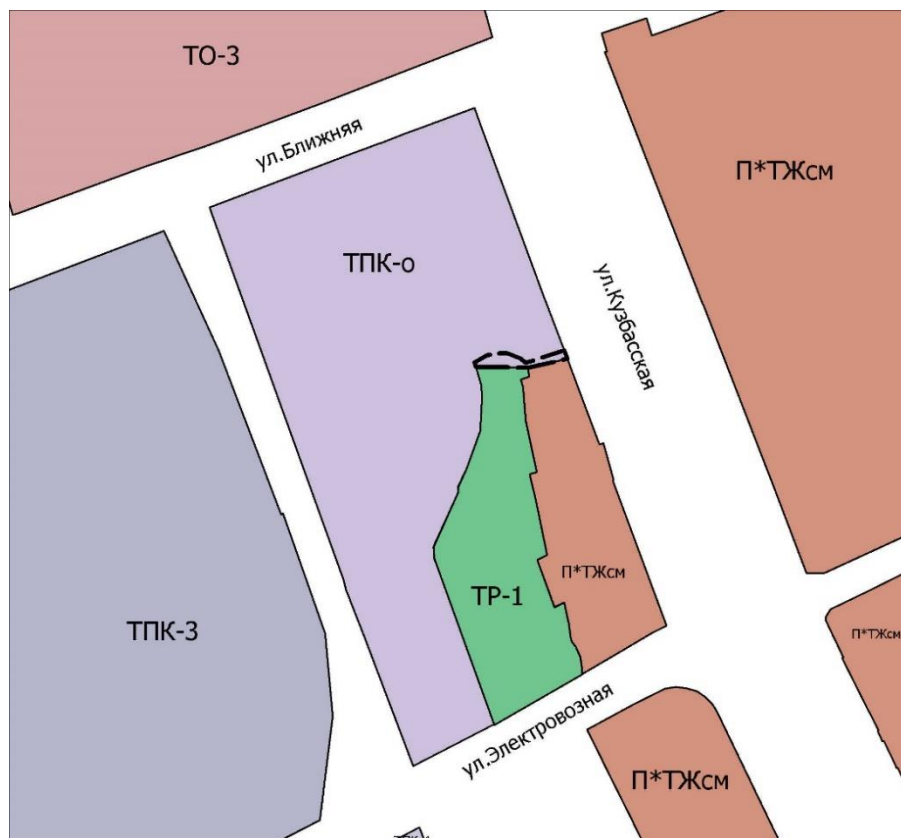 ТО-3
ул.Ближняя
П*ТЖсм
ТПК-о
ул.Кузбасская
П*ТЖсм
ТР-1
ТПК-3
П*ТЖсм
ул.Электровозная
П*ТЖсм